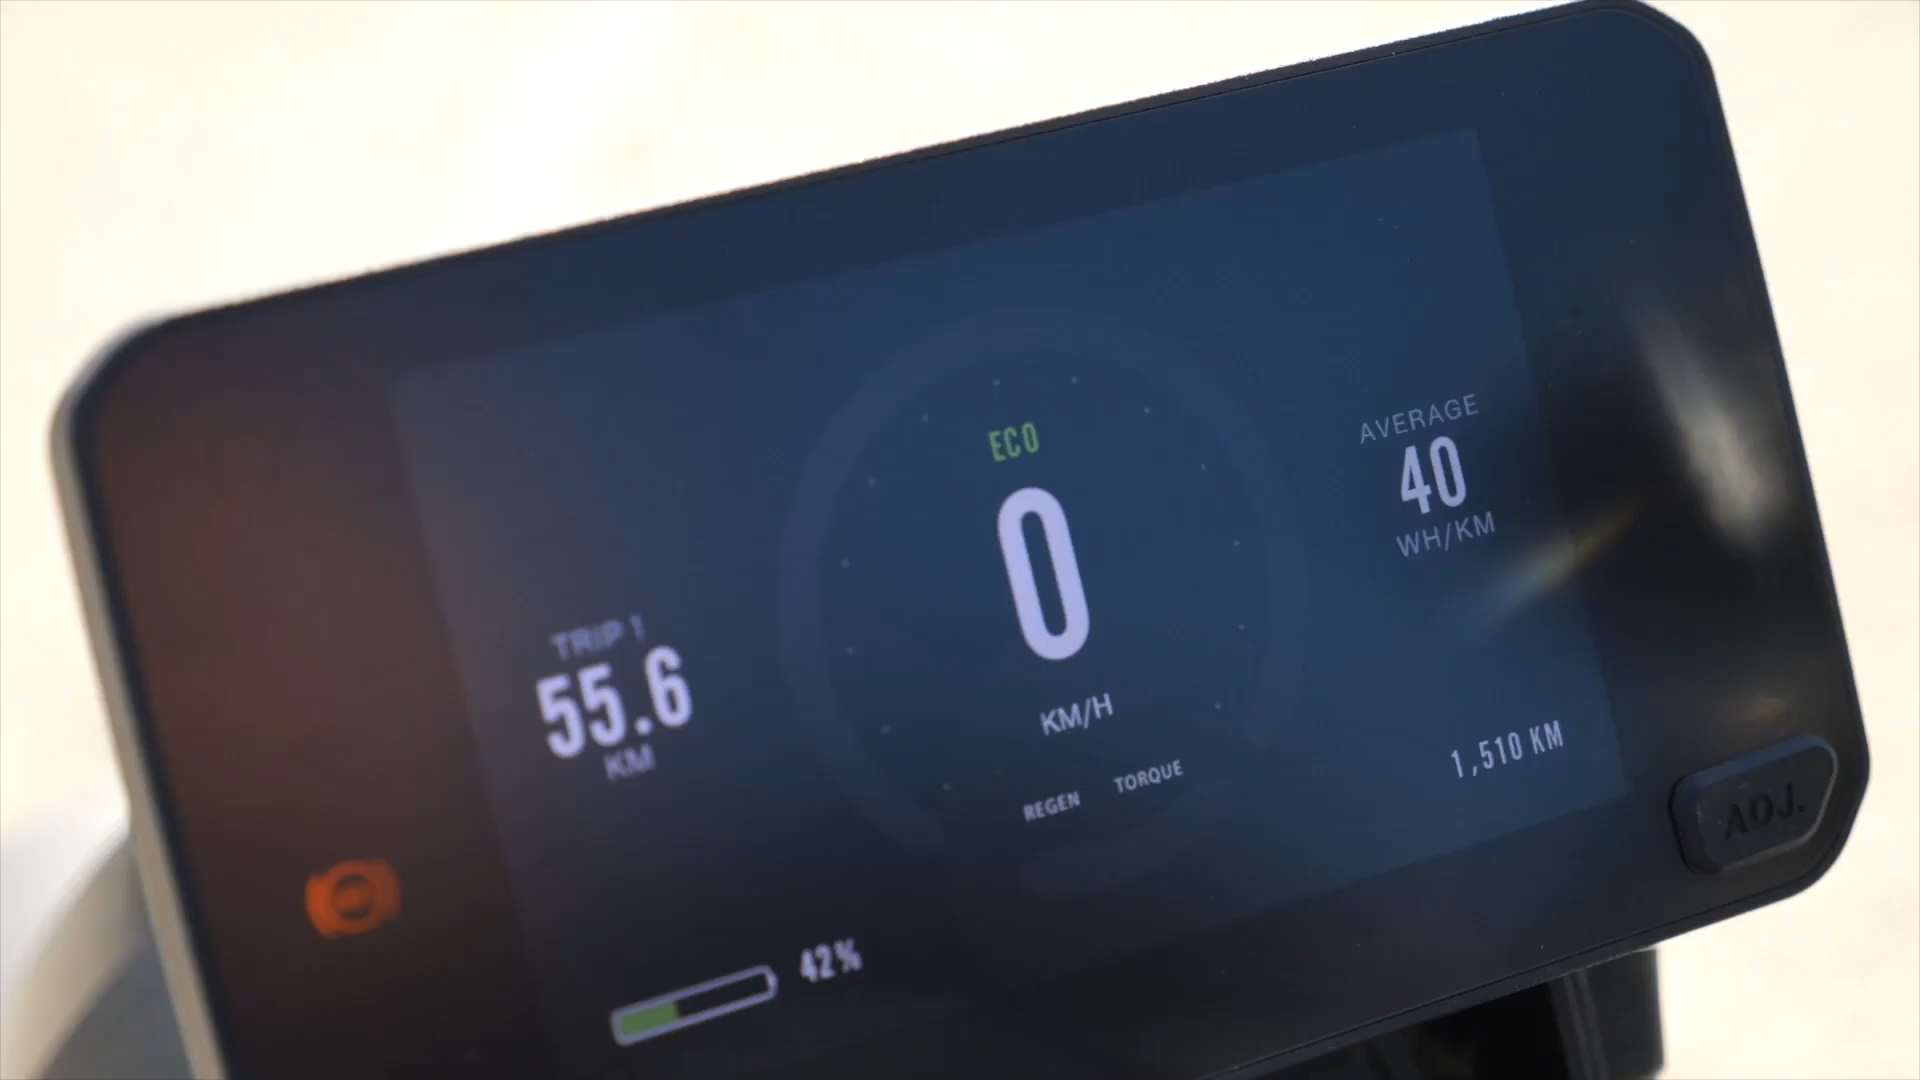 ECO
0
KM/H
REGEN TORQUE
TRIP 1
55.6
KM
AVERAGE
40
WH/KM
1,510 KM
ADJ.
42%